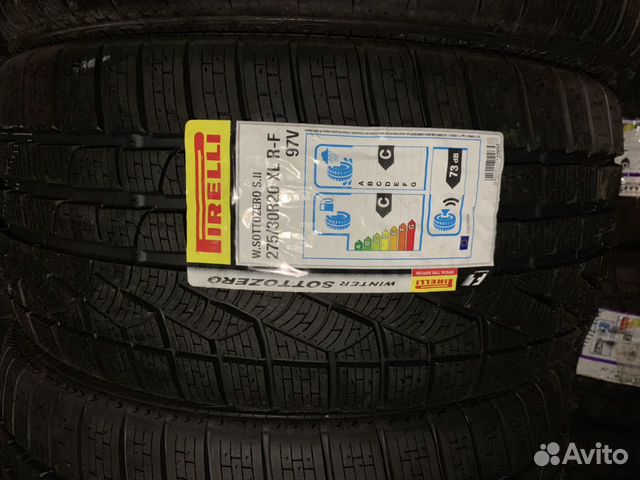 PIRELLI
W.SOTTOZERO S.II
275/30R20 XL R-F
97V
C
A
B
C
D
E
F
G
C
A
B
C
D
E
F
G
73 dB
WINTER SOTTOZERO
PIRELLI
Avito